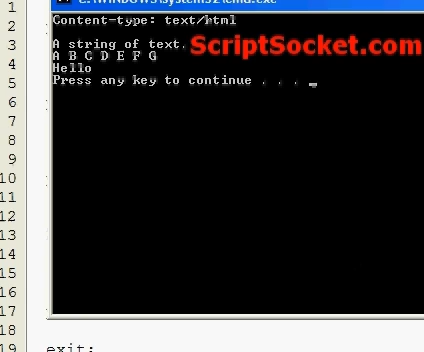 C:\WINDOWS\system32\cmd.exe
Content-type: text/html
A string of text.
ScriptSocket.com
A B C D E F G
Hello
Press any key to continue . . . _
1
2
3
4
5
6
7
8
9
10
11
12
13
14
15
16
17
18
19
exit;